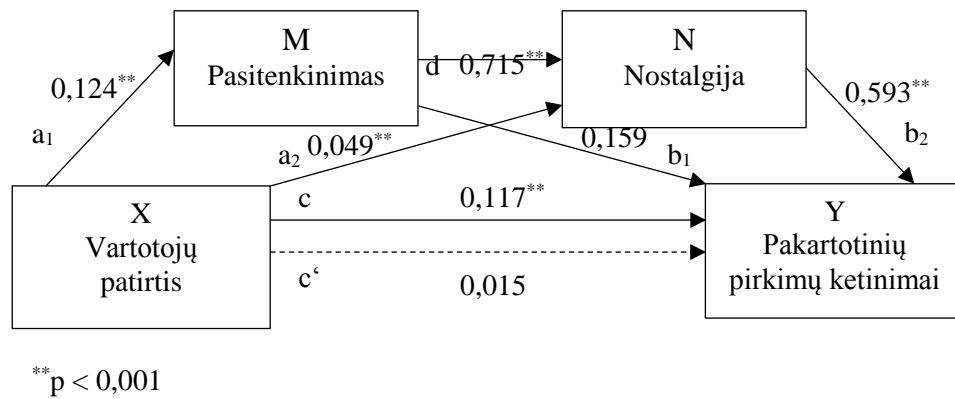 M
Pasitenkinimas
N
Nostalgija
0,124**
a₁
d 0,715**
a₂ 0,049**
0,159
b₁
0,593**
b₂
X
Vartotojų
patirtis
c
0,117**
c‘
0,015
Y
Pakartotinių
pirkimų ketinimai
**p < 0,001